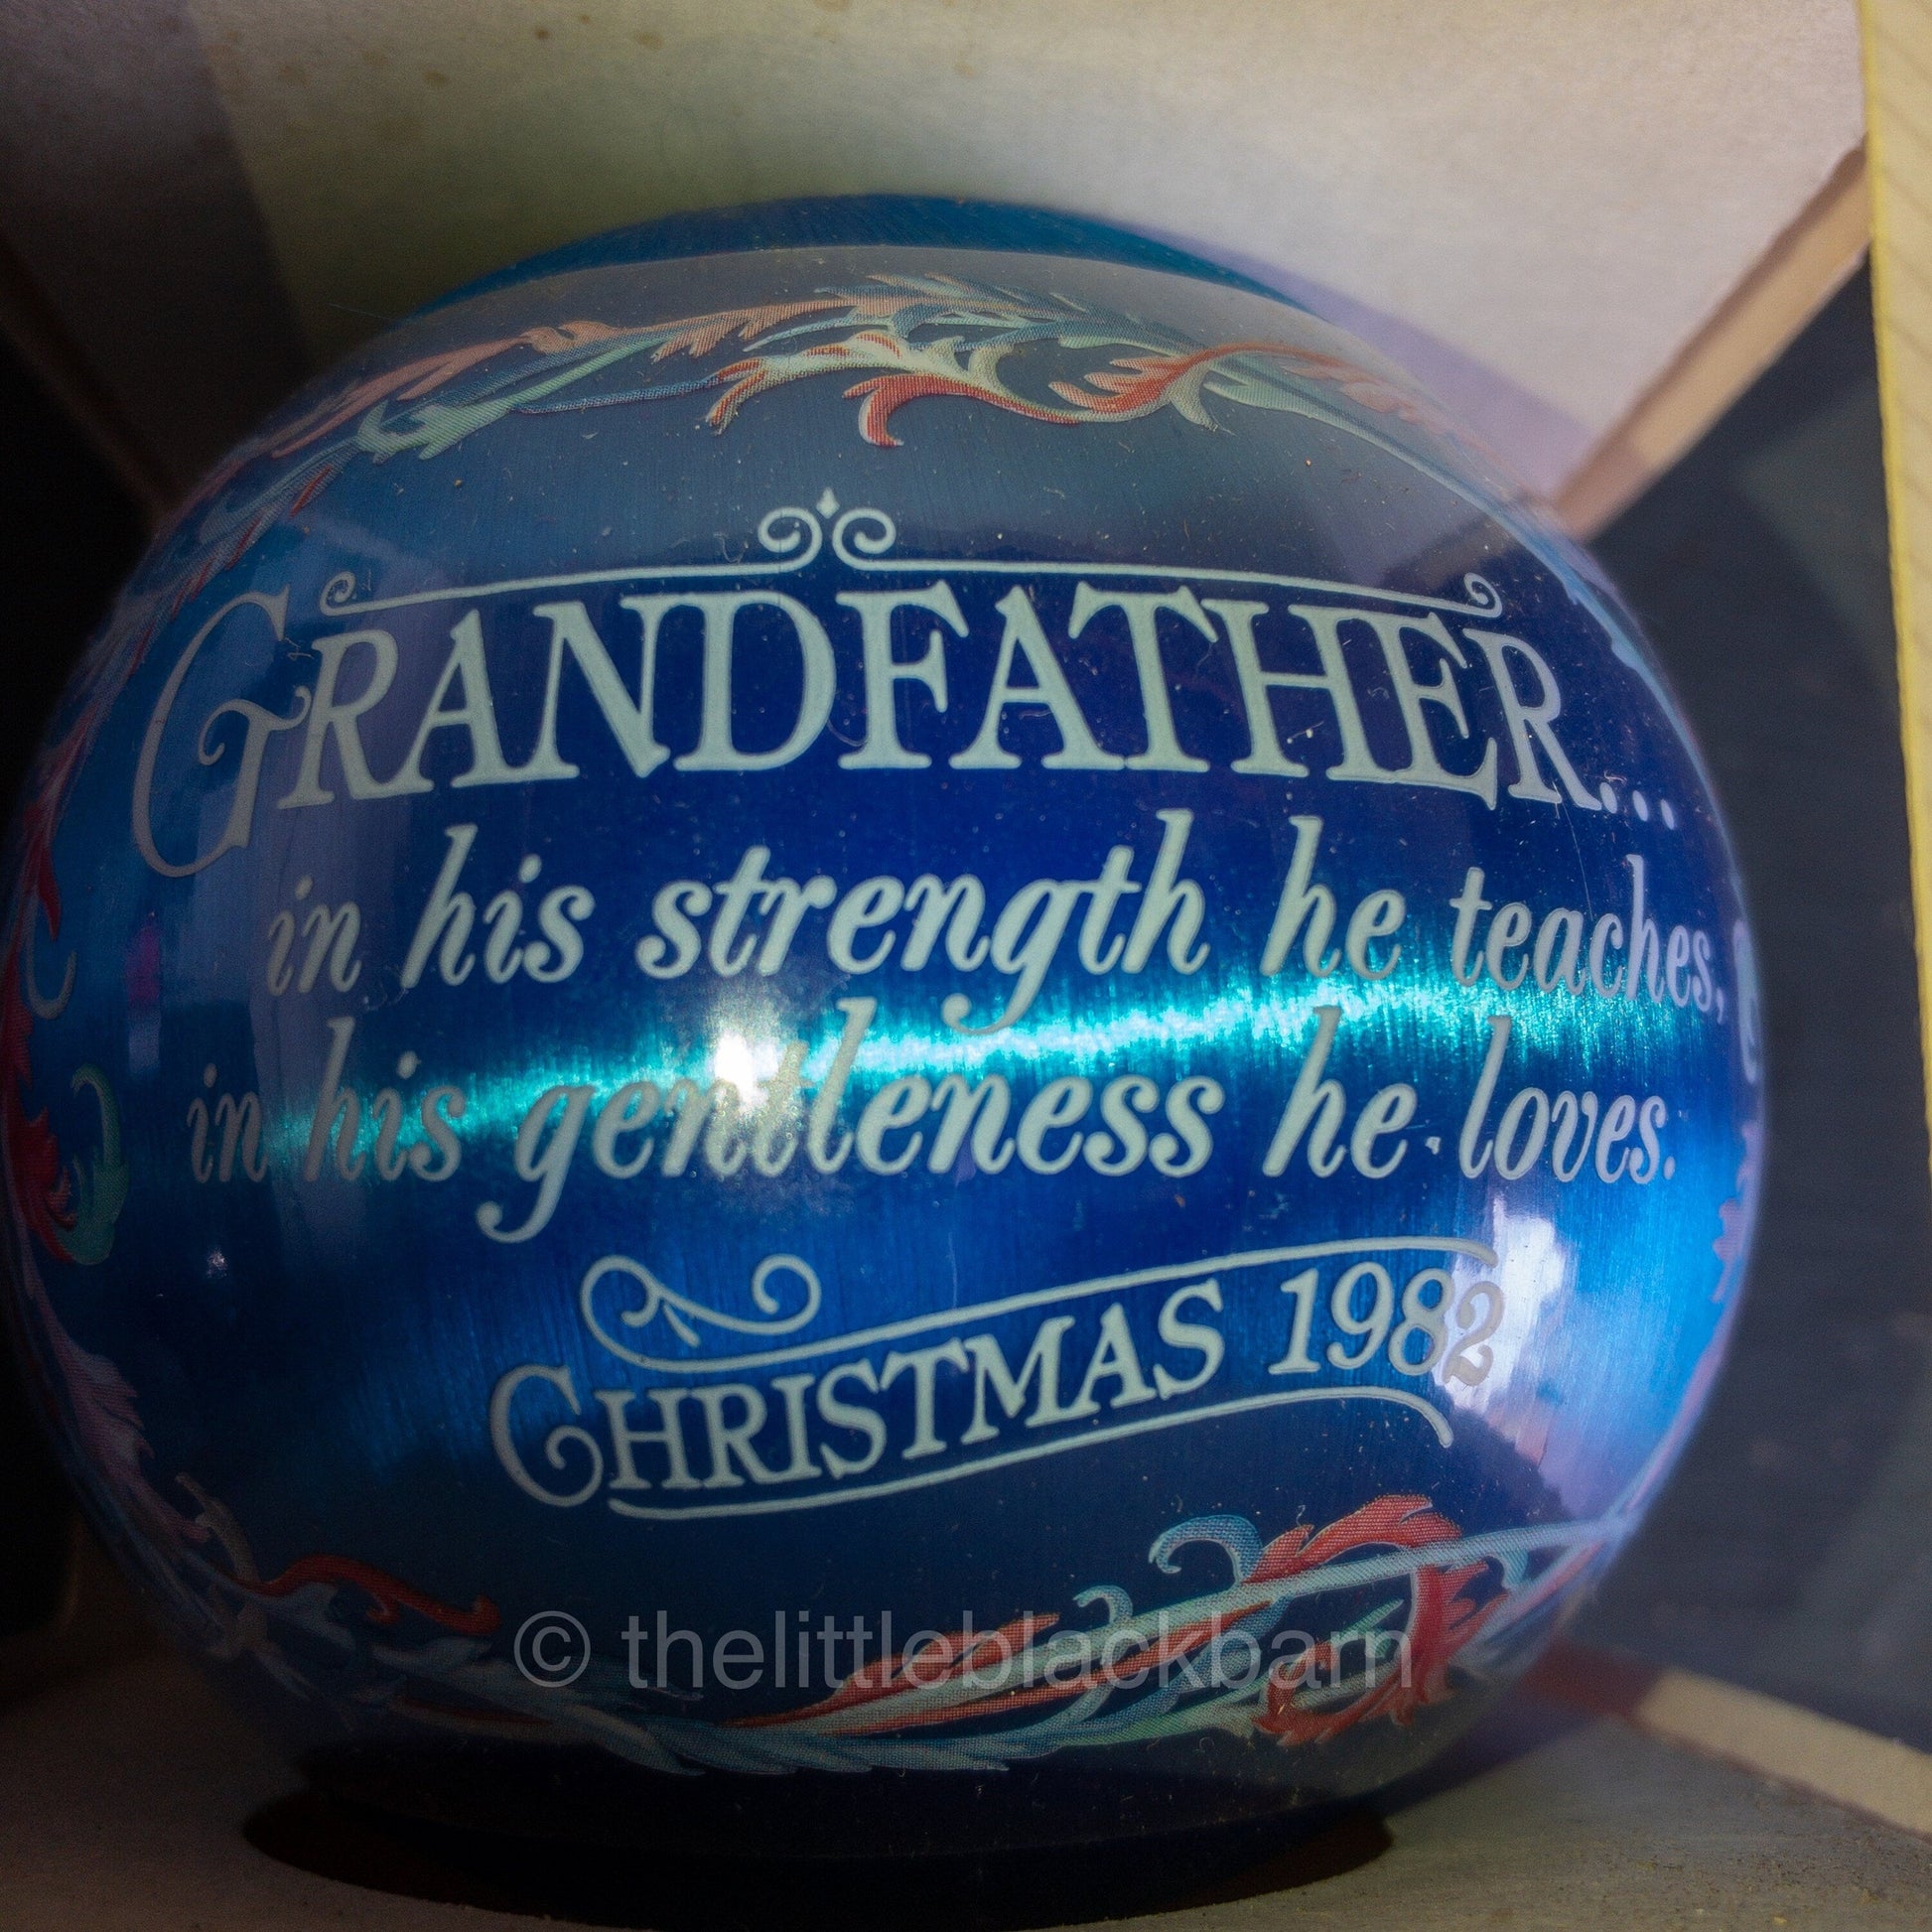 GRANDFATHER...
in his strength he teaches,
in his gentleness he loves.
CHRISTMAS 1982
© thelittleblackbarn